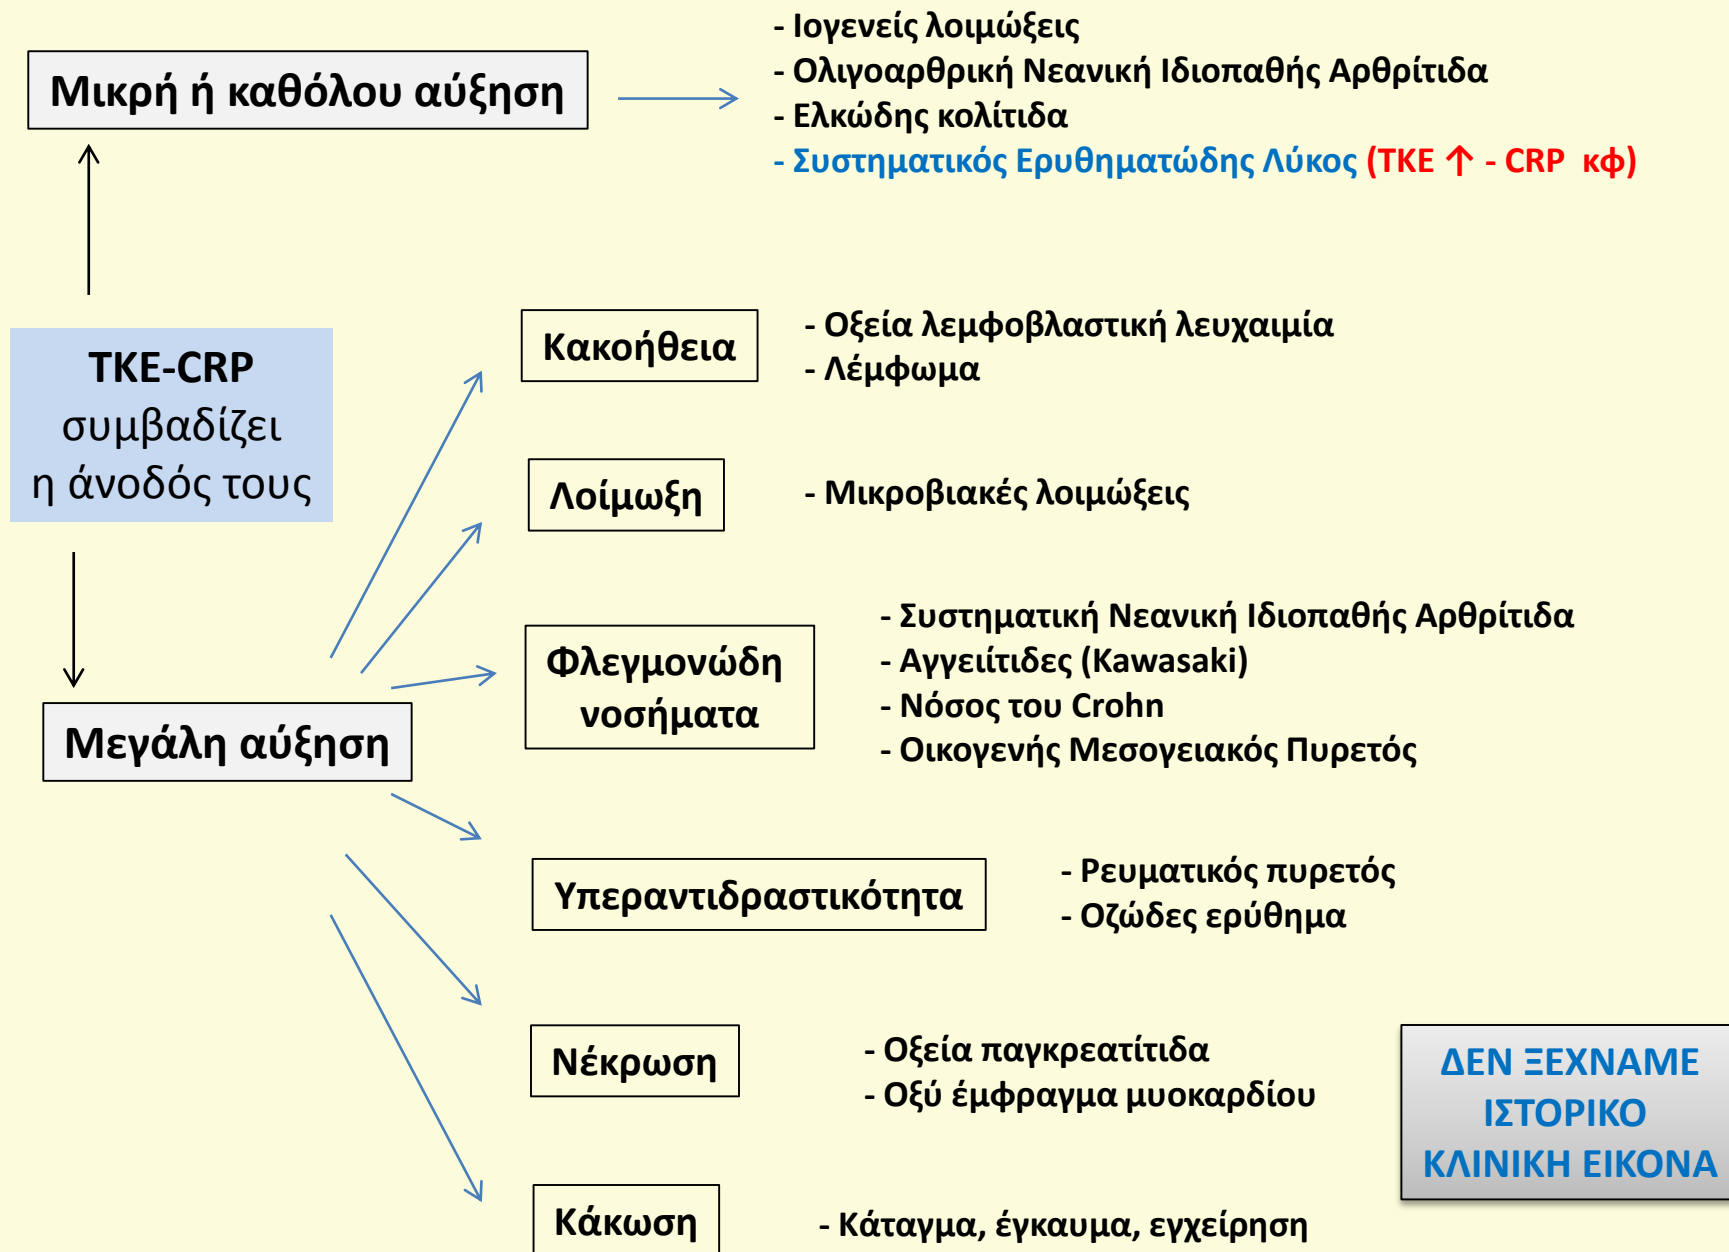 Μικρή ή καθόλου αύξηση
- Ιογενείς λοιμώξεις
- Ολιγοαρθρική Νεανική Ιδιοπαθής Αρθρίτιδα
- Ελκώδης κολίτιδα
- Συστηματικός Ερυθηματώδης Λύκος (ΤΚΕ ↑ - CRP κφ)
ΤΚΕ-CRP
συμβαδίζει
η άνοδός τους
Μεγάλη αύξηση
Κακοήθεια
- Οξεία λεμφοβλαστική λευχαιμία
- Λέμφωμα
Λοίμωξη
- Μικροβιακές λοιμώξεις
Φλεγμονώδη
νοσήματα
- Συστηματική Νεανική Ιδιοπαθής Αρθρίτιδα
- Αγγειίτιδες (Kawasaki)
- Νόσος του Crohn
- Οικογενής Μεσογειακός Πυρετός
Υπεραντιδραστικότητα
- Ρευματικός πυρετός
- Οζώδες ερύθημα
Νέκρωση
- Οξεία παγκρεατίτιδα
- Οξύ έμφραγμα μυοκαρδίου
Κάκωση
- Κάταγμα, έγκαυμα, εγχείρηση
ΔΕΝ ΞΕΧΝΑΜΕ
ΙΣΤΟΡΙΚΟ
ΚΛΙΝΙΚΗ ΕΙΚΟΝΑ